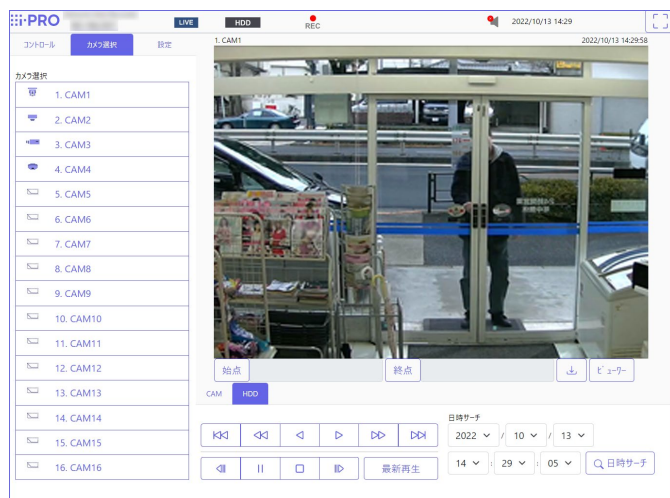 i-PRO
LIVE
HDD
REC
2022/10/13 14:29
コントロール
カメラ選択
設定
カメラ選択
1. CAM1
2. CAM2
3. CAM3
4. CAM4
5. CAM5
6. CAM6
7. CAM7
8. CAM8
9. CAM9
10. CAM10
11. CAM11
12. CAM12
13. CAM13
14. CAM14
15. CAM15
16. CAM16
1. CAM1
2022/10/13 14:29:58
始点
終点
ビューワー
CAM
HDD
最新再生
日時サーチ
2022 / 10 / 13
14 : 29 : 05
日時サーチ